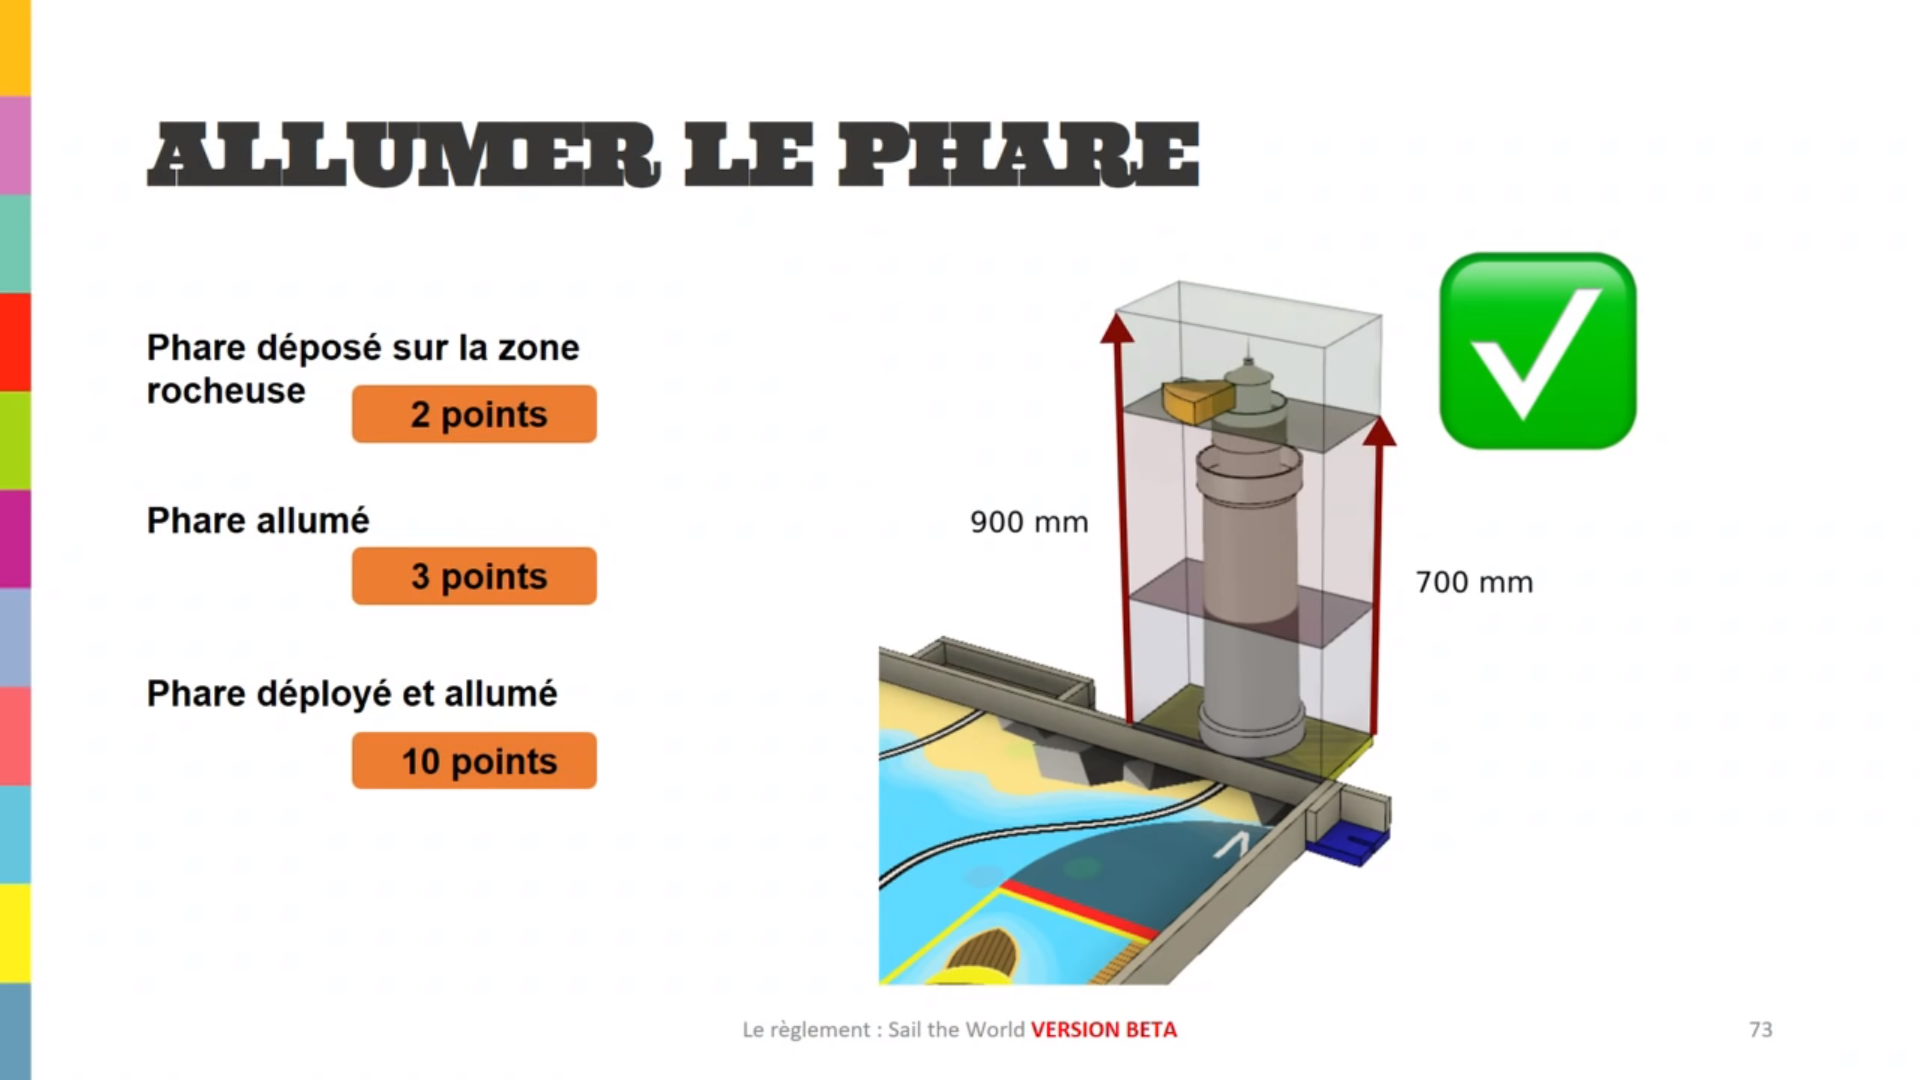 ALLUMER LE PHARE
Phare déposé sur la zone
rocheuse
2 points
Phare allumé
3 points
Phare déployé et allumé
10 points
900 mm
700 mm
Le règlement : Sail the World VERSION BETA
73